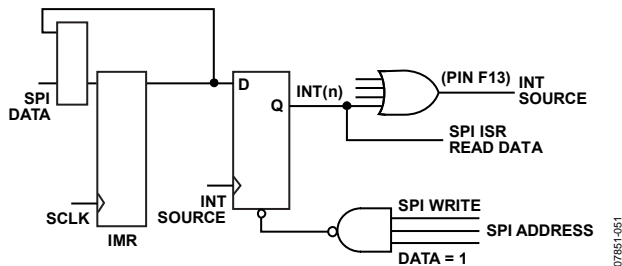 SPI
DATA
SCLK
IMR
D
Q
INT
SOURCE
INT(n)
(PIN F13)
INT
SOURCE
SPI ISR
READ DATA
SPI WRITE
SPI ADDRESS
DATA = 1
07851-051